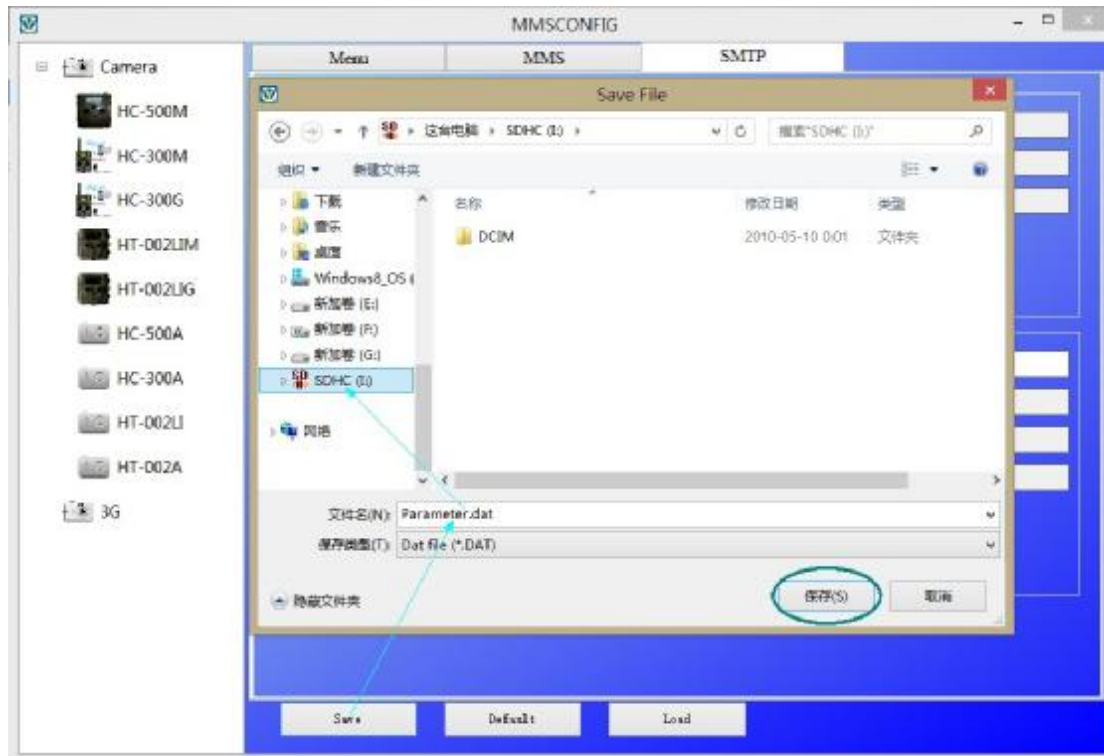 MMSCONFIG
Camera
HC-500M
HC-300M
HC-300G
HT-002LIM
HT-002LIG
HC-500A
HC-300A
HT-002LI
HT-002A
3G
Menu MMS SMTP
Save File
这台电脑 SDHC (I:) 搜索"SDHC (I:)"
组织 新建文件夹
下载
音乐
桌面
Windows8_OS (
新加卷 (E:)
新加卷 (F:)
新加卷 (G:)
SDHC (I:)
网络
名称 修改日期 类型
DCIM 2010-05-10 0:01 文件夹
文件名(N): Parameter.dat
保存类型(T): Dat file (*.DAT)
隐藏文件夹 保存(S) 取消
Save Default Load